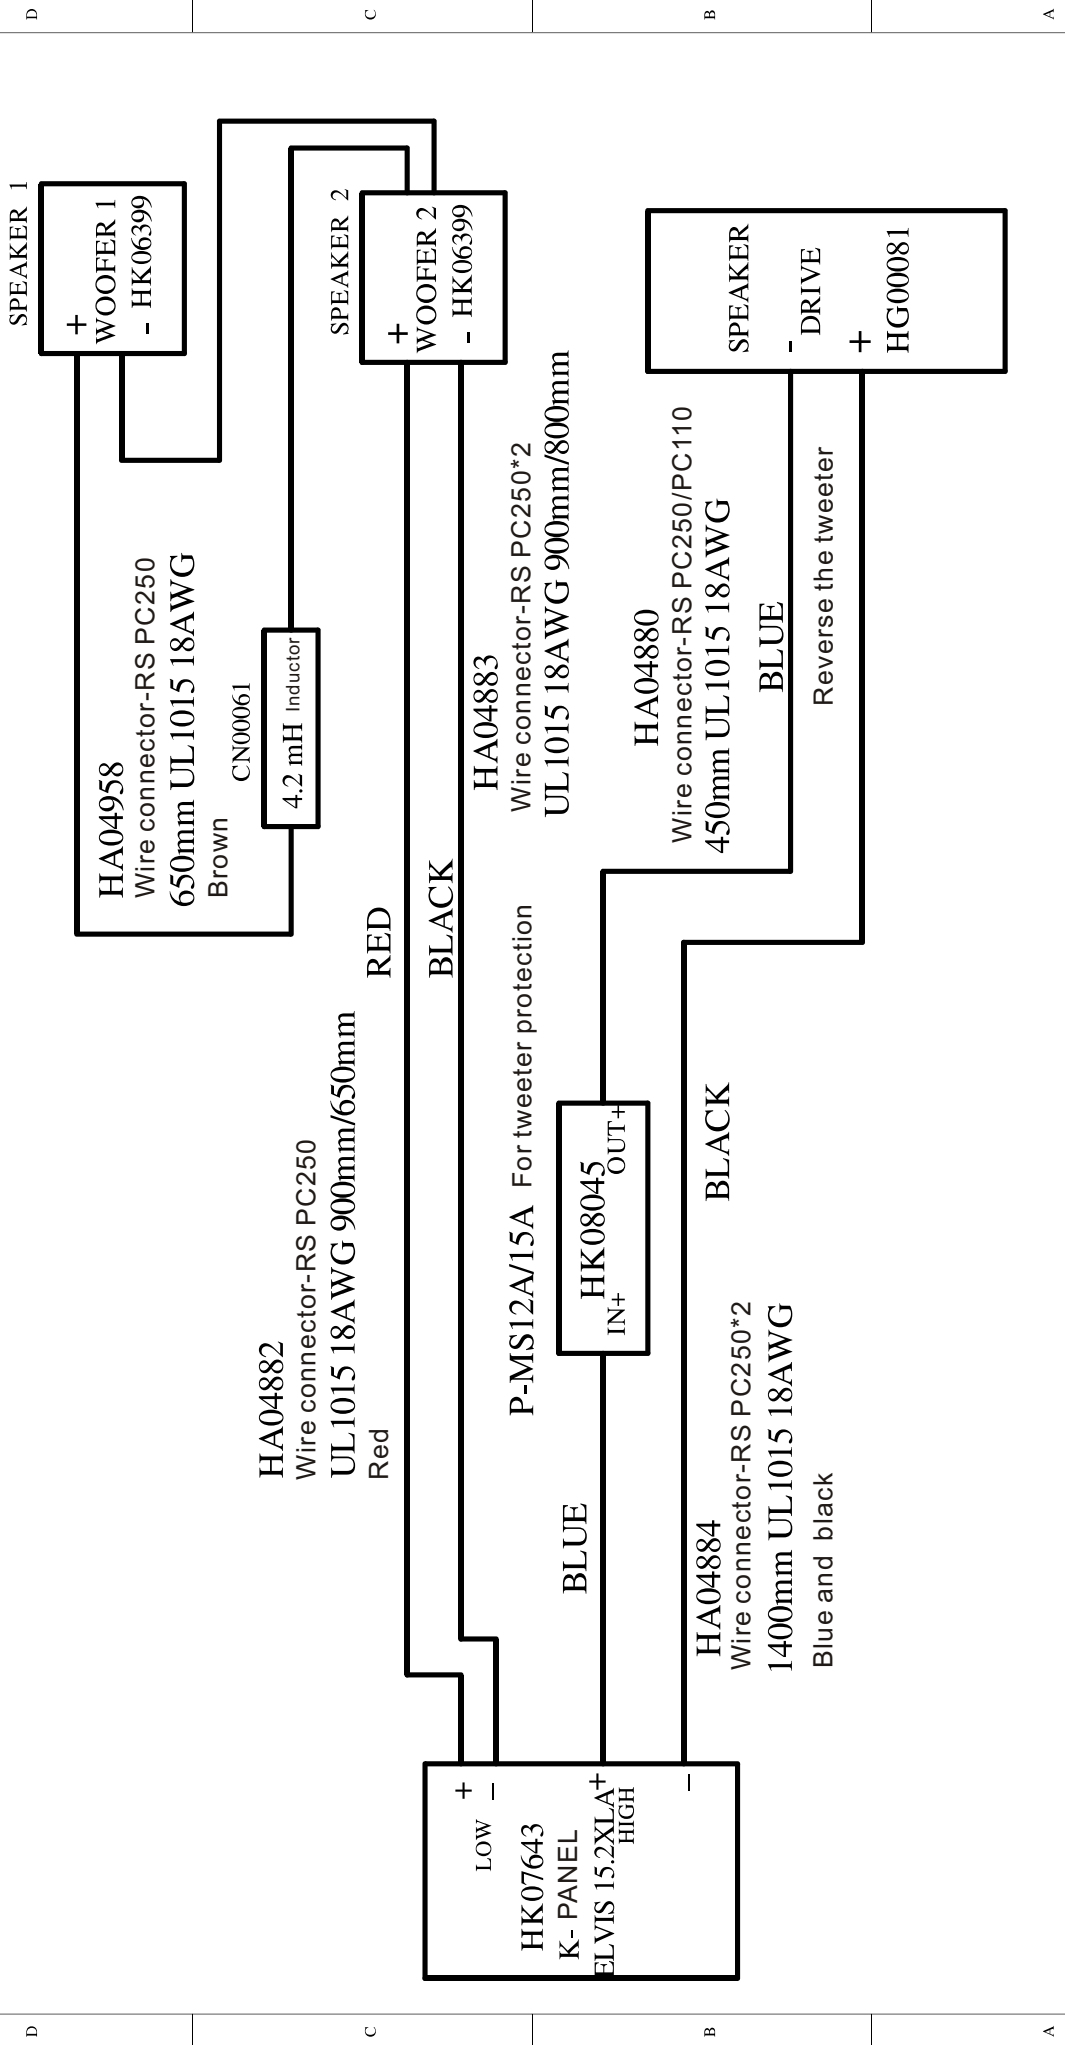 D
C
B
A
SPEAKER 1
+
WOOFER 1
- HK06399
HA04958
Wire connector-RS PC250
650mm UL1015 18AWG
Brown
CN00061
4.2 mH Inductor
SPEAKER 2
+
WOOFER 2
- HK06399
HA04882
Wire connector-RS PC250
UL1015 18AWG 900mm/650mm
Red
RED
BLACK
HA04883
Wire connector-RS PC250*2
UL1015 18AWG 900mm/800mm
P-MS12A/15A For tweeter protection
HK08045
IN+ OUT+
BLUE
HA04880
Wire connector-RS PC250/PC110
450mm UL1015 18AWG
BLUE
Reverse the tweeter
SPEAKER
-
DRIVE
+
HG00081
BLACK
HA04884
Wire connector-RS PC250*2
1400mm UL1015 18AWG
Blue and black
+
LOW
-
HK07643
K- PANEL
ELVIS 15.2XLA
+
HIGH
-
D
C
B
A